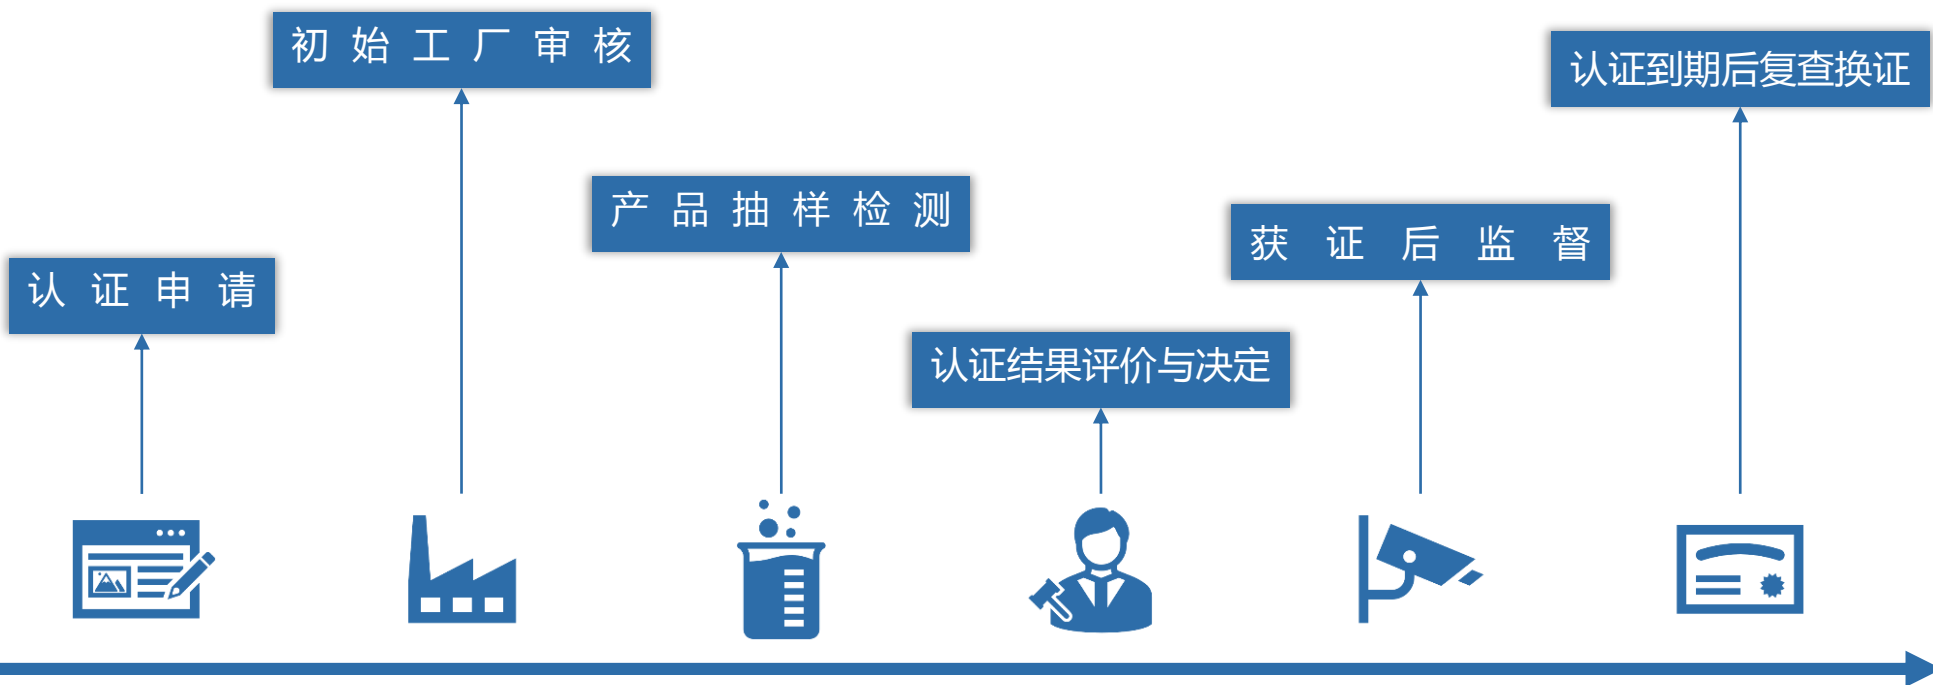 认证申请
初始工厂审核
产品抽样检测
认证结果评价与决定
获证后监督
认证到期后复查换证